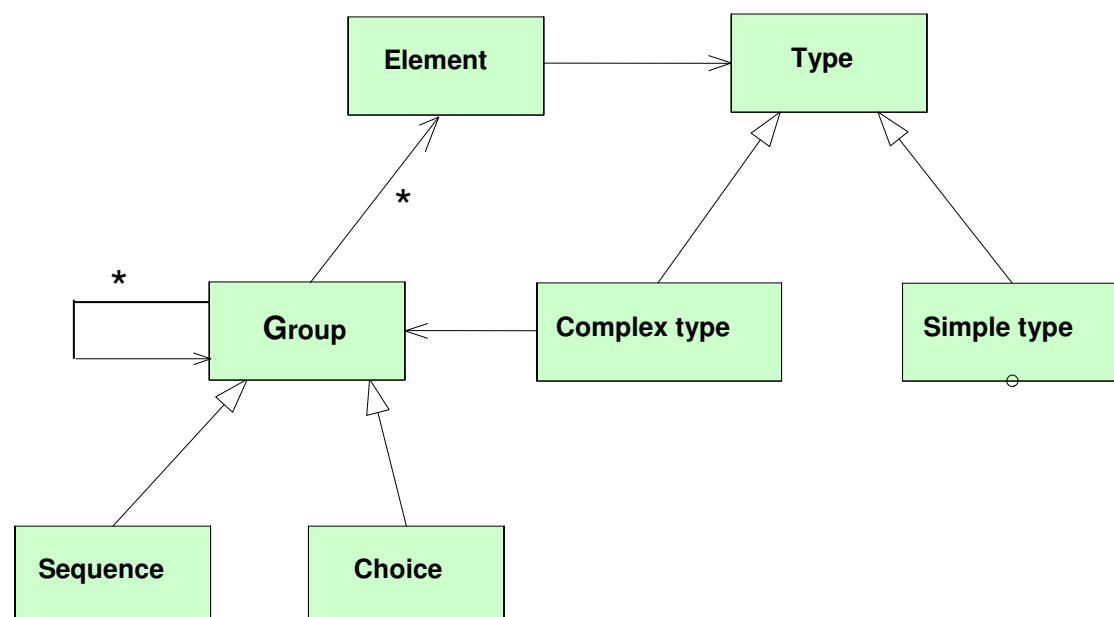 Element
Type
*
*
Group
Complex type
Simple type
Sequence
Choice